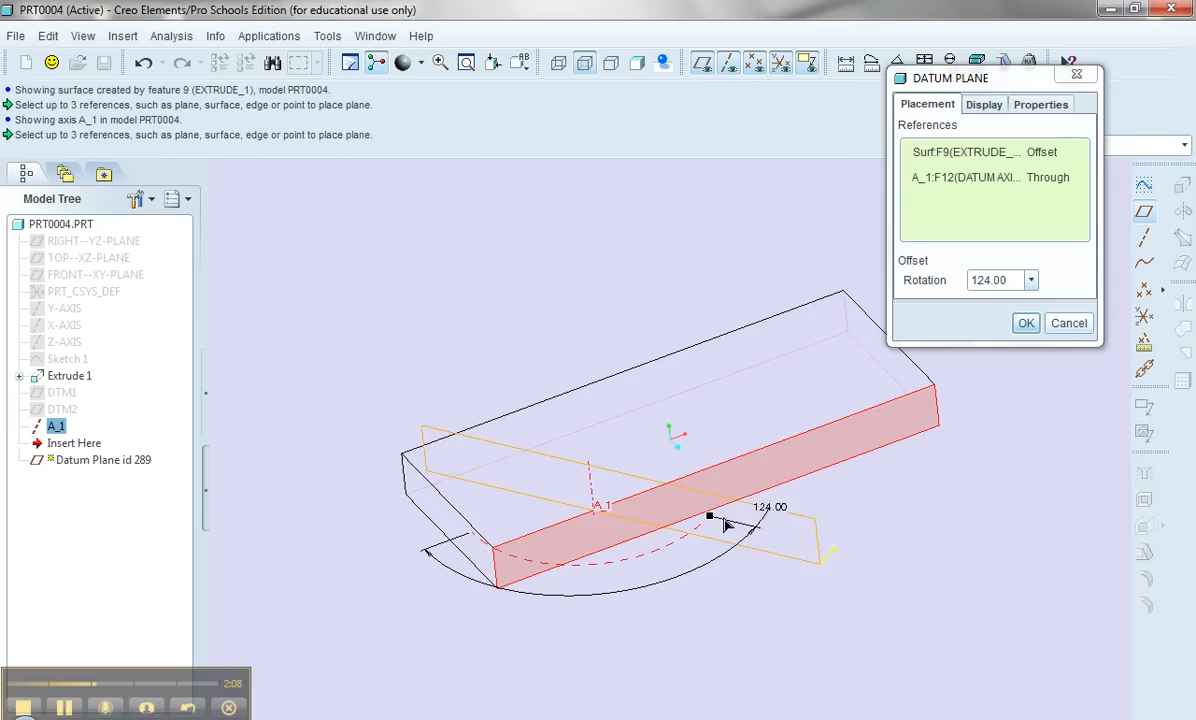 PRT0004 (Active) - Creo Elements/Pro Schools Edition (for educational use only)
File Edit View Insert Analysis Info Applications Tools Window Help
Showing surface created by feature 9 (EXTRUDE_1), model PRT0004.
Select up to 3 references, such as plane, surface, edge or point to place plane.
Showing axis A_1 in model PRT0004.
Select up to 3 references, such as plane, surface, edge or point to place plane.
DATUM PLANE
Placement Display Properties
References
Surf:F9(EXTRUDE_... Offset
A_1:F12(DATUM AXI... Through
Offset
Rotation 124.00
OK Cancel
Model Tree
PRT0004.PRT
RIGHT--YZ-PLANE
TOP--XZ-PLANE
FRONT--XY-PLANE
PRT_CSYS_DEF
Y-AXIS
X-AXIS
Z-AXIS
Sketch 1
Extrude 1
DTM1
DTM2
A_1
Insert Here
Datum Plane id 289
A_1
124.00
2:08